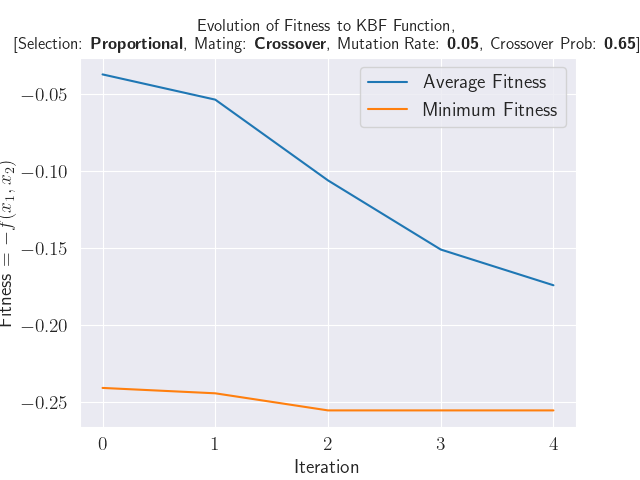 Evolution of Fitness to KBF Function,
[Selection: Proportional, Mating: Crossover, Mutation Rate: 0.05, Crossover Prob: 0.65]
Average Fitness
Minimum Fitness
−0.05
−0.10
−0.15
−0.20
−0.25
Fitness = −f(x₁, x₂)
0 1 2 3 4
Iteration